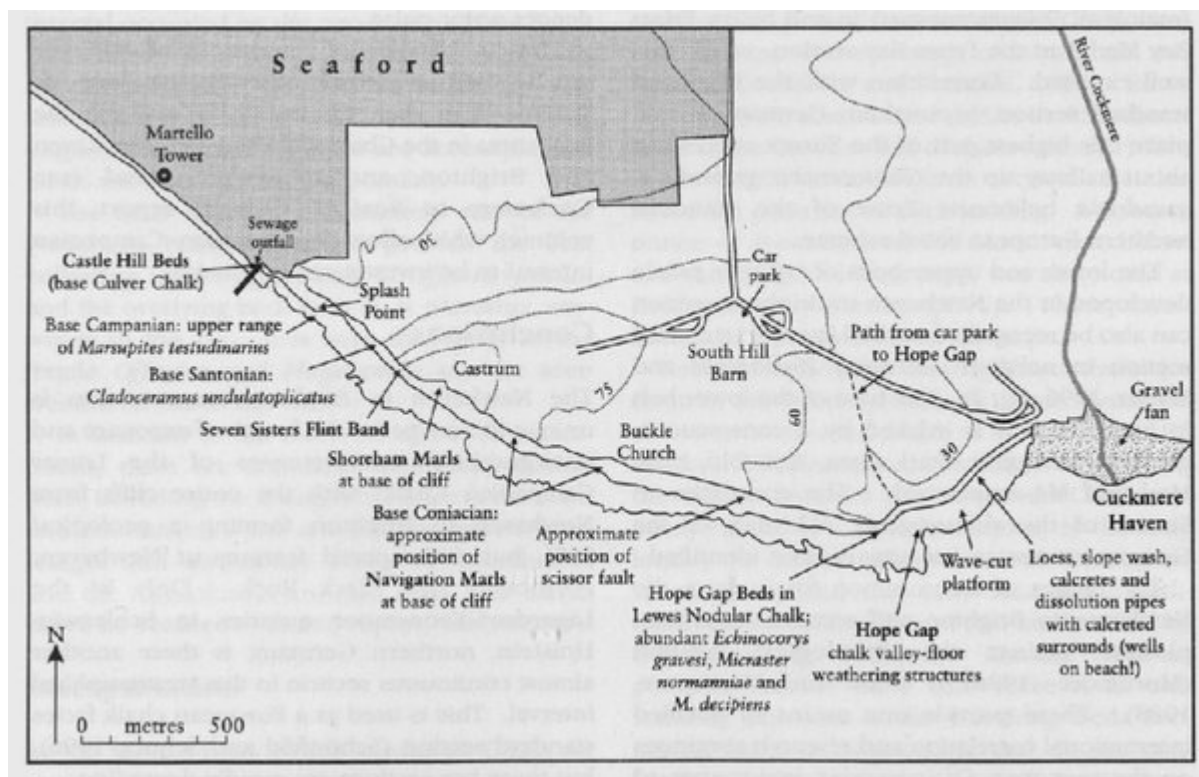 Seaford
Martello
Tower
River Cuckmere
Sewage
outfall
Castle Hill Beds
(base Culver Chalk)
65
Splash
Point
Car
park
Base Campanian: upper range
of Marsupites testudinarius
Path from car park
to Hope Gap
Base Santonian:
Cladoceramus undulatoplicatus
Castrum
75
South Hill
Barn
60
Gravel
fan
Seven Sisters Flint Band
Buckle
Church
30
Shoreham Marls
at base of cliff
Cuckmere
Haven
Base Coniacian:
approximate
position of
Navigation Marls
at base of cliff
Approximate
position of
scissor fault
Hope Gap Beds in
Lewes Nodular Chalk;
abundant Echinocorys
gravesi, Micraster
normanniae and
M. decipiens
Hope Gap
chalk valley-floor
weathering structures
Wave-cut
platform
Loess, slope wash,
calcretes and
dissolution pipes
with calcreted
surrounds (wells
on beach!)
N
0 metres 500